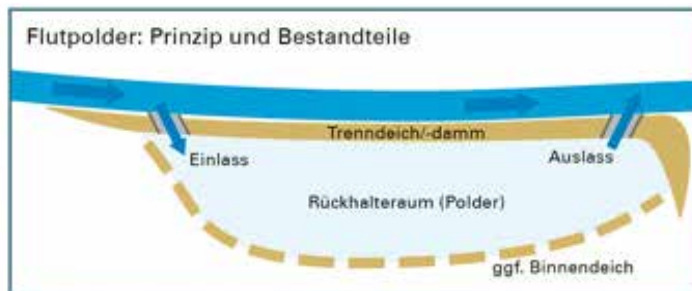 Flutpolder: Prinzip und Bestandteile
Trenndeich/-damm
Einlass
Auslass
Rückhalteraum (Polder)
ggf. Binnendeich